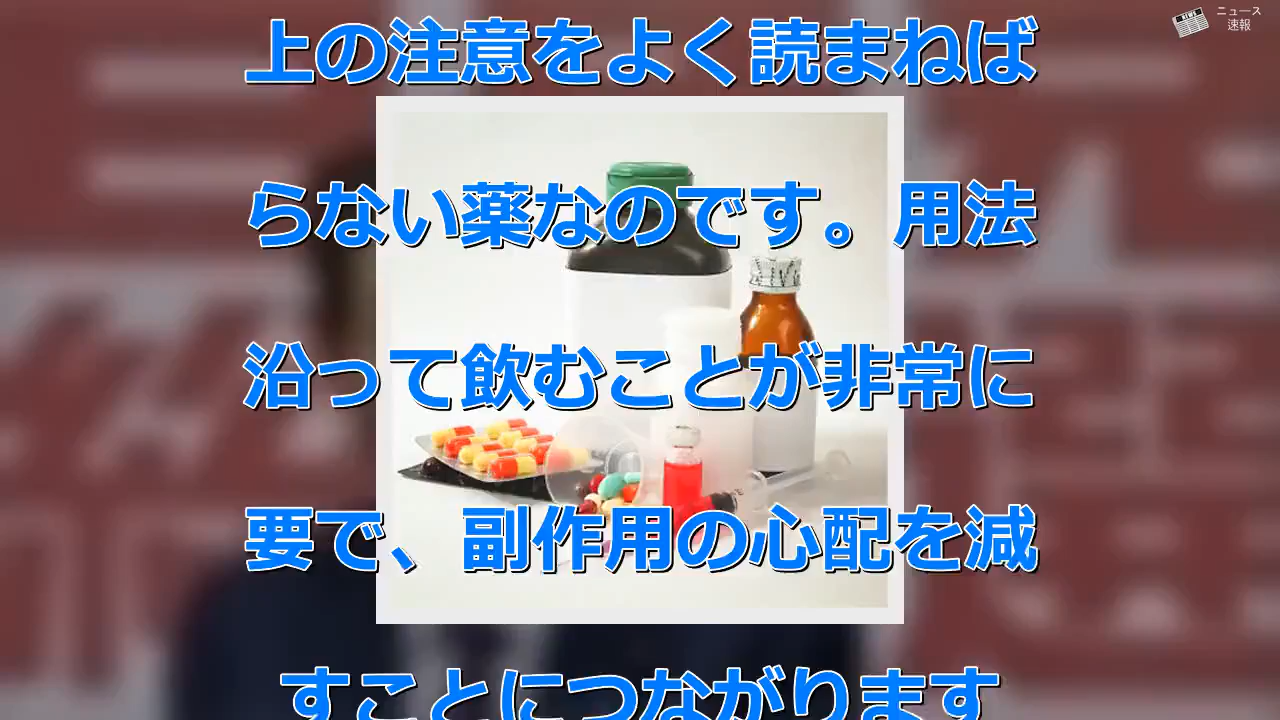 ニュース
速報
上の注意をよく読まねば
らない薬なのです。用法
沿って飲むことが非常に
要で、副作用の心配を減
すことにつながります